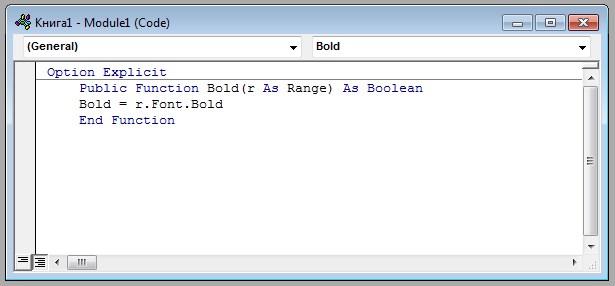 Книга1 - Module1 (Code)
(General) Bold
Option Explicit
Public Function Bold(r As Range) As Boolean
Bold = r.Font.Bold
End Function